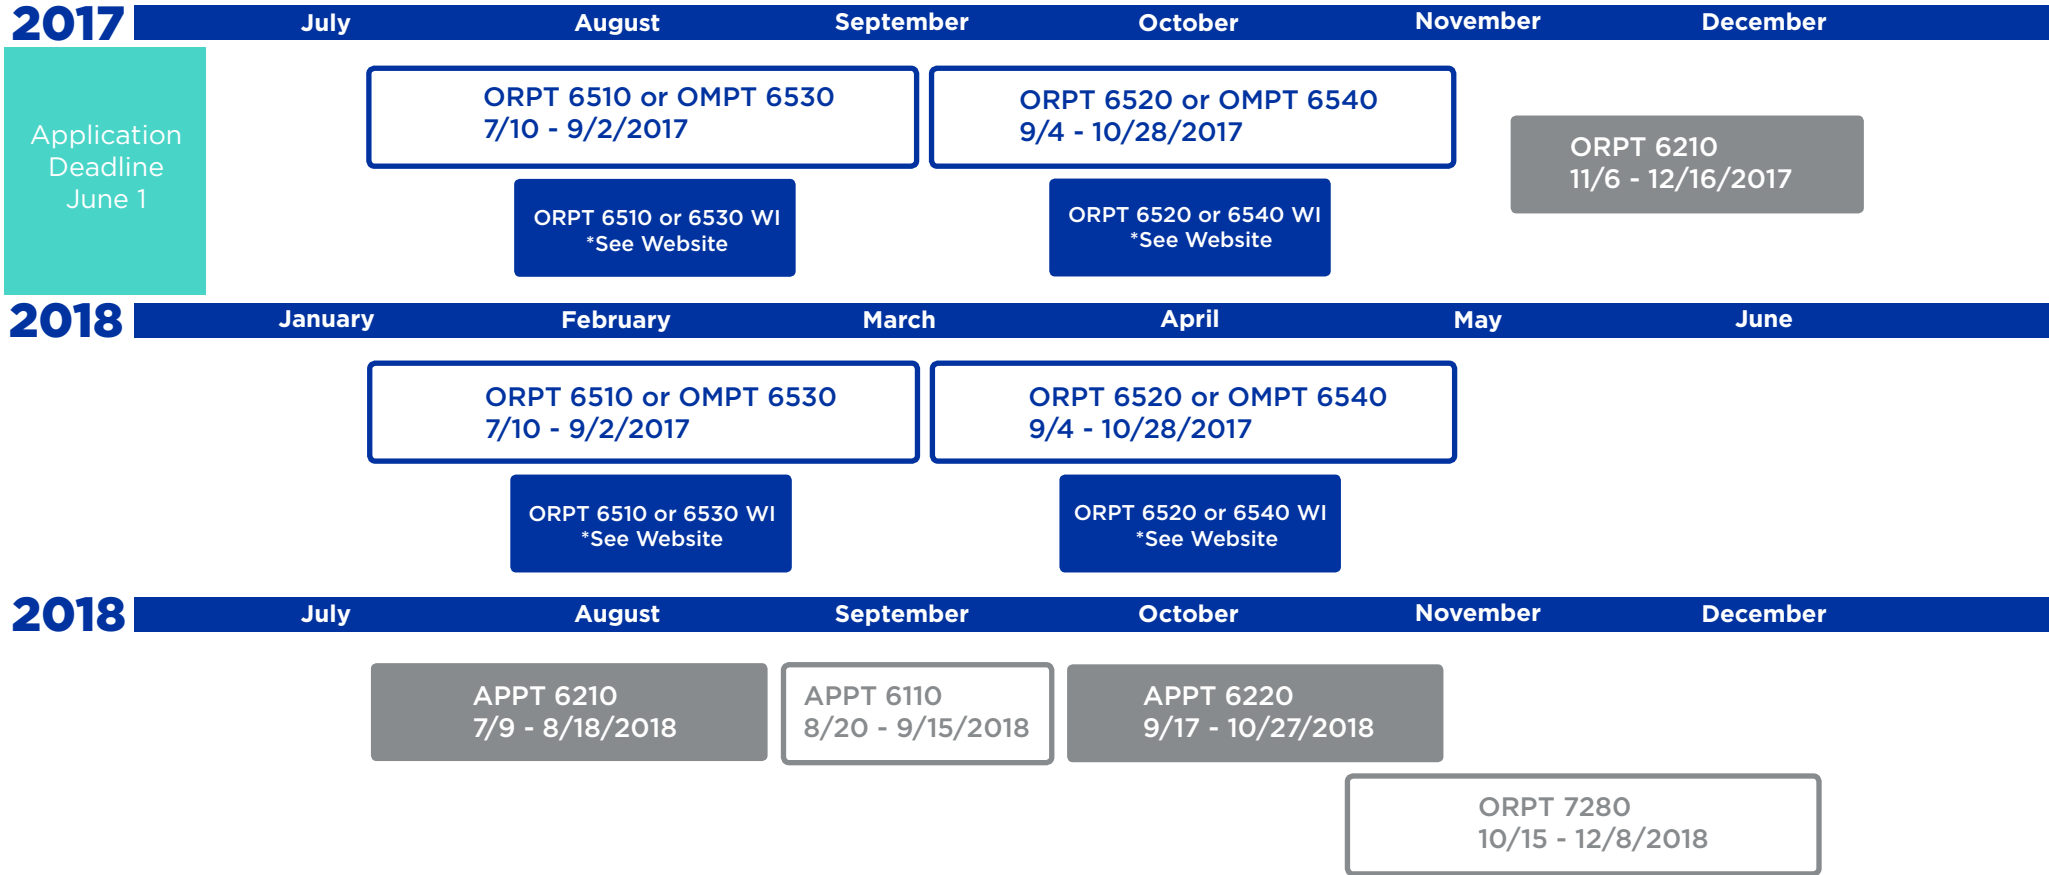 2017 July August September October November December
Application
Deadline
June 1
ORPT 6510 or OMPT 6530
7/10 - 9/2/2017
ORPT 6520 or OMPT 6540
9/4 - 10/28/2017
ORPT 6210
11/6 - 12/16/2017
ORPT 6510 or 6530 WI
*See Website
ORPT 6520 or 6540 WI
*See Website
2018 January February March April May June
ORPT 6510 or OMPT 6530
7/10 - 9/2/2017
ORPT 6520 or OMPT 6540
9/4 - 10/28/2017
ORPT 6510 or 6530 WI
*See Website
ORPT 6520 or 6540 WI
*See Website
2018 July August September October November December
APPT 6210
7/9 - 8/18/2018
APPT 6110
8/20 - 9/15/2018
APPT 6220
9/17 - 10/27/2018
ORPT 7280
10/15 - 12/8/2018